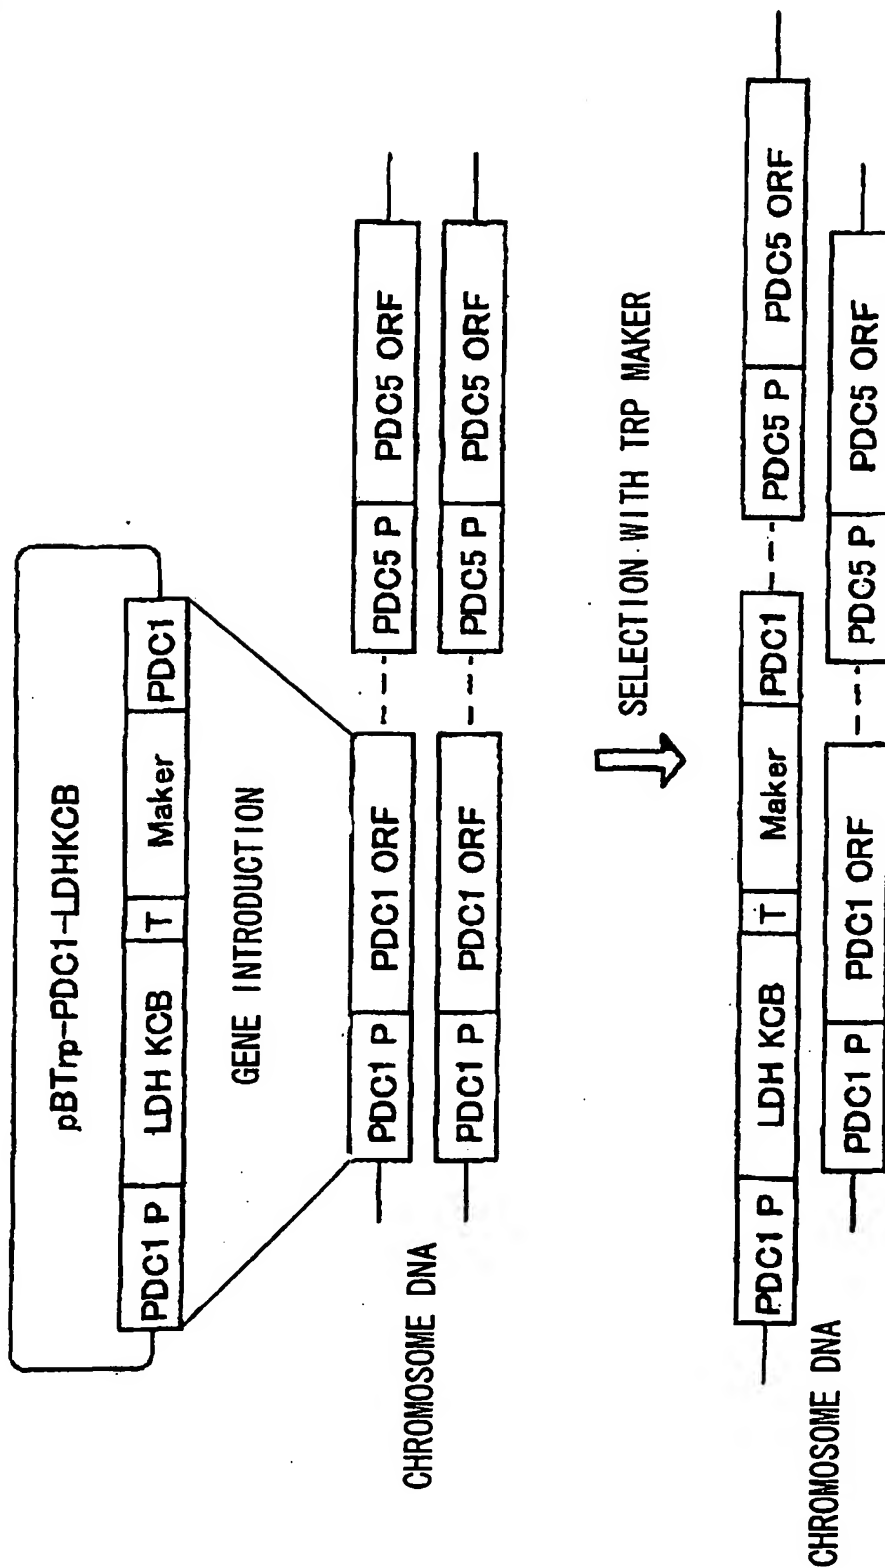 pBTrp-PDC1-LDHKCB
PDC1 P LDH KCB T Maker PDC1
GENE INTRODUCTION
PDC1 P PDC1 ORF PDC5 P PDC5 ORF
PDC1 P PDC1 ORF PDC5 P PDC5 ORF
CHROMOSOME DNA
SELECTION WITH TRP MAKER
PDC1 P LDH KCB T Maker PDC1 PDC5 P PDC5 ORF
PDC1 P PDC1 ORF PDC5 P PDC5 ORF
CHROMOSOME DNA